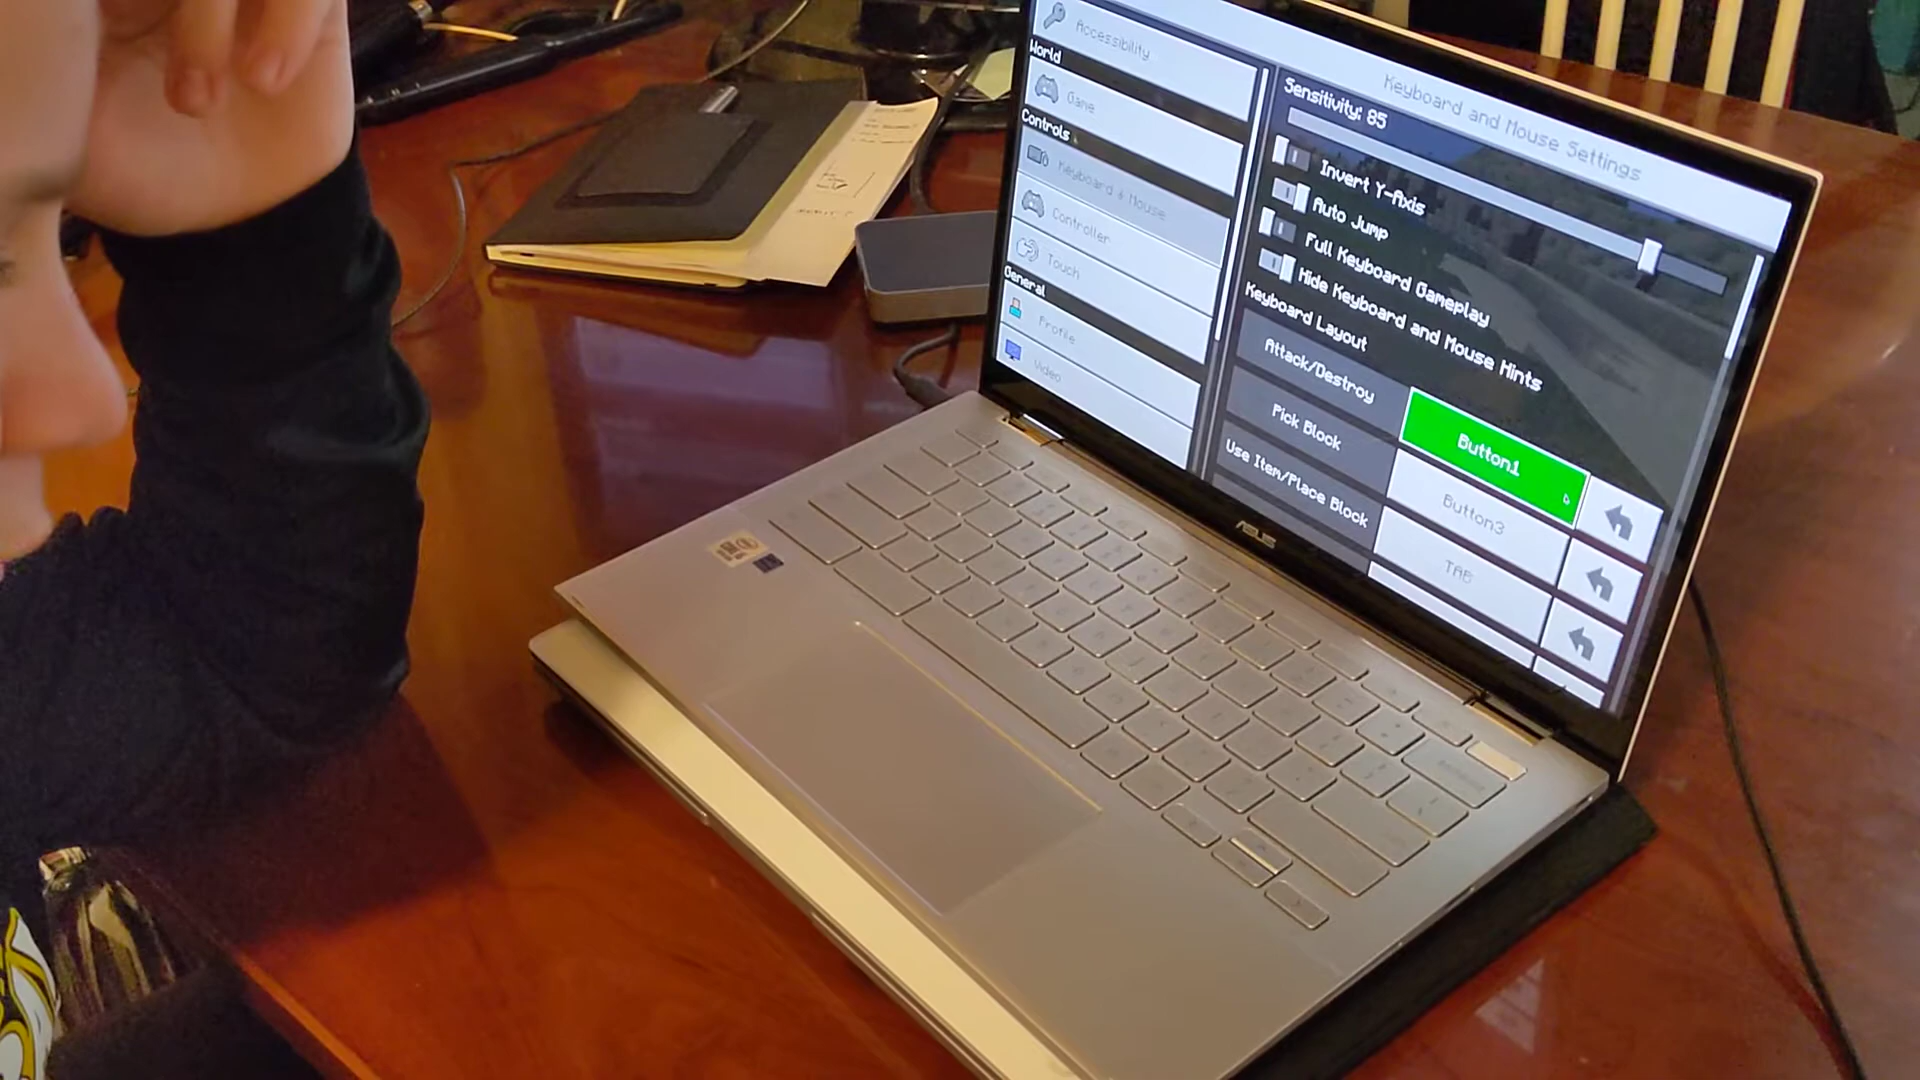 Accessibility
World
Game
Controls
Keyboard & Mouse
Controller
Touch
General
Profile
Video
Keyboard and Mouse Settings
Sensitivity: 85
Invert Y-Axis
Auto Jump
Full Keyboard Gameplay
Hide Keyboard and Mouse Hints
Keyboard Layout
Attack/Destroy
Button1
Pick Block
Button3
Use Item/Place Block
TAB
ASUS